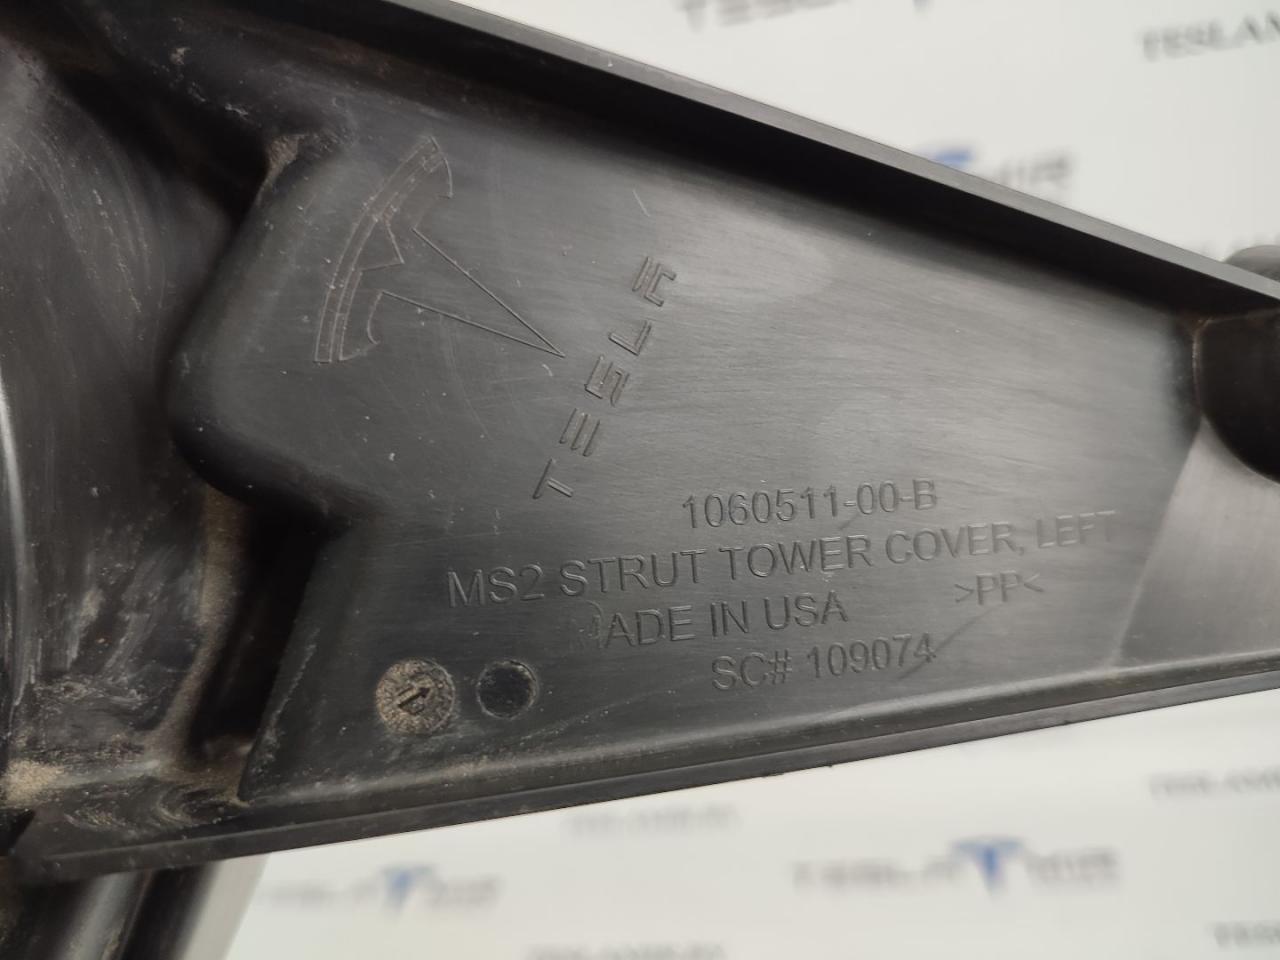 TESLA
1060511-00-B
MS2 STRUT TOWER COVER, LEFT
MADE IN USA >PP<
SC# 109074